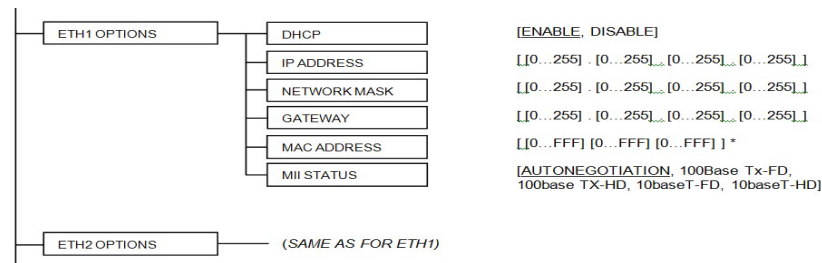 ETH1 OPTIONS DHCP [ENABLE, DISABLE]
IP ADDRESS [ [0...255] . [0...255] . [0...255] . [0...255] ]
NETWORK MASK [ [0...255] . [0...255] . [0...255] . [0...255] ]
GATEWAY [ [0...255] . [0...255] . [0...255] . [0...255] ]
MAC ADDRESS [ [0...FFF] [0...FFF] [0...FFF] ] *
MII STATUS [AUTONEGOTIATION, 100Base Tx-FD,
100base TX-HD, 10baseT-FD, 10baseT-HD]
ETH2 OPTIONS (SAME AS FOR ETH1)